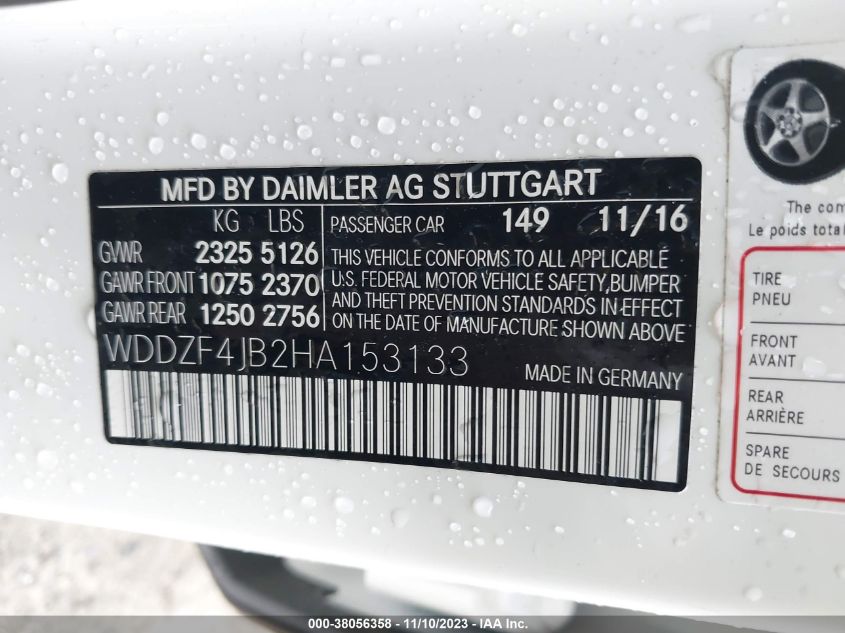 MFD BY DAIMLER AG STUTTGART
KG LBS
GVWR 2325 5126
GAWR FRONT 1075 2370
GAWR REAR 1250 2756
PASSENGER CAR 149 11/16
THIS VEHICLE CONFORMS TO ALL APPLICABLE
U.S. FEDERAL MOTOR VEHICLE SAFETY,BUMPER
AND THEFT PREVENTION STANDARDS IN EFFECT
ON THE DATE OF MANUFACTURE SHOWN ABOVE
WDDZF4JB2HA153133
MADE IN GERMANY
The com
Le poids total
TIRE
PNEU
FRONT
AVANT
REAR
ARRIÈRE
SPARE
DE SECOURS
000-38056358 - 11/10/2023 - IAA Inc.